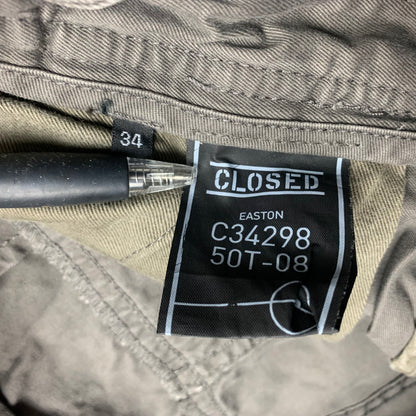 34
CLOSED
EASTON
C34298
50T-08